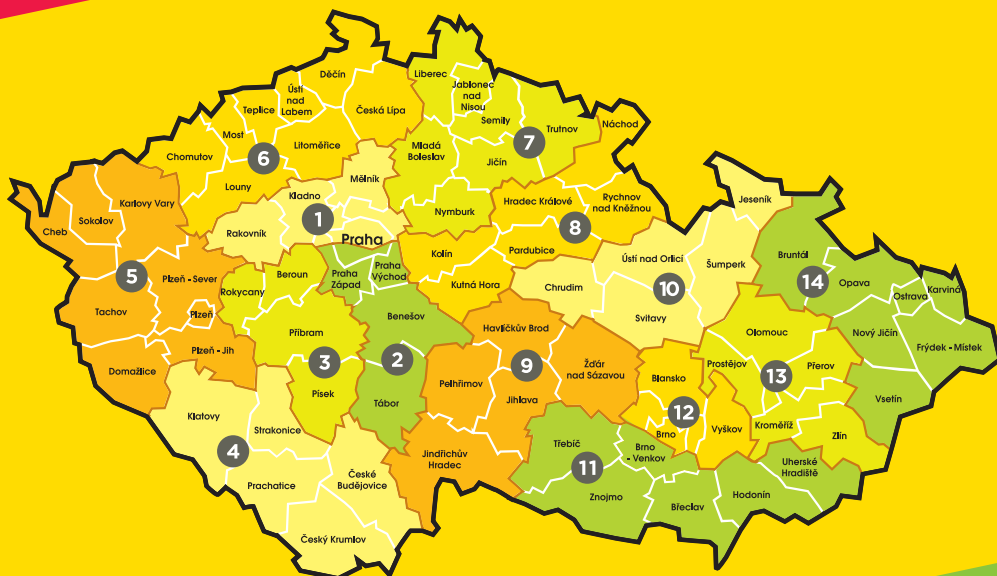 Děčín
Liberec
Ústí
nad
Labem
Jablonec
nad
Nisou
Teplice
Česká Lípa
Semily
Trutnov
Náchod
Most
Litoměřice
Mladá
Boleslav
7
Chomutov
6
Jičín
Mělník
Louny
Kladno
Karlovy Vary
Nymburk
Hradec Králové
Rychnov
nad Kněžnou
Jeseník
Sokolov
1
8
Cheb
Rakovník
Praha
Kolín
Pardubice
Bruntál
Ústí nad Orlicí
Šumperk
5
Plzeň - Sever
Beroun
Praha
Západ
Praha
Východ
14
Opava
Rokycany
Kutná Hora
Chrudim
10
Ostrava
Karviná
Tachov
Plzeň
Benešov
Svitavy
Příbram
Havlíčkův Brod
Olomouc
Nový Jičín
Frýdek - Místek
Plzeň - Jih
3
2
9
Žďár
nad Sázavou
Prostějov
Přerov
Domažlice
Písek
Pelhřimov
Blansko
13
Tábor
Jihlava
Vsetín
Klatovy
12
Strakonice
Brno
Vyškov
Kroměříž
Zlín
4
Jindřichův
Hradec
Třebíč
Brno
- Venkov
11
Uherské
Hradiště
Prachatice
České
Budějovice
Znojmo
Břeclav
Hodonín
Český Krumlov